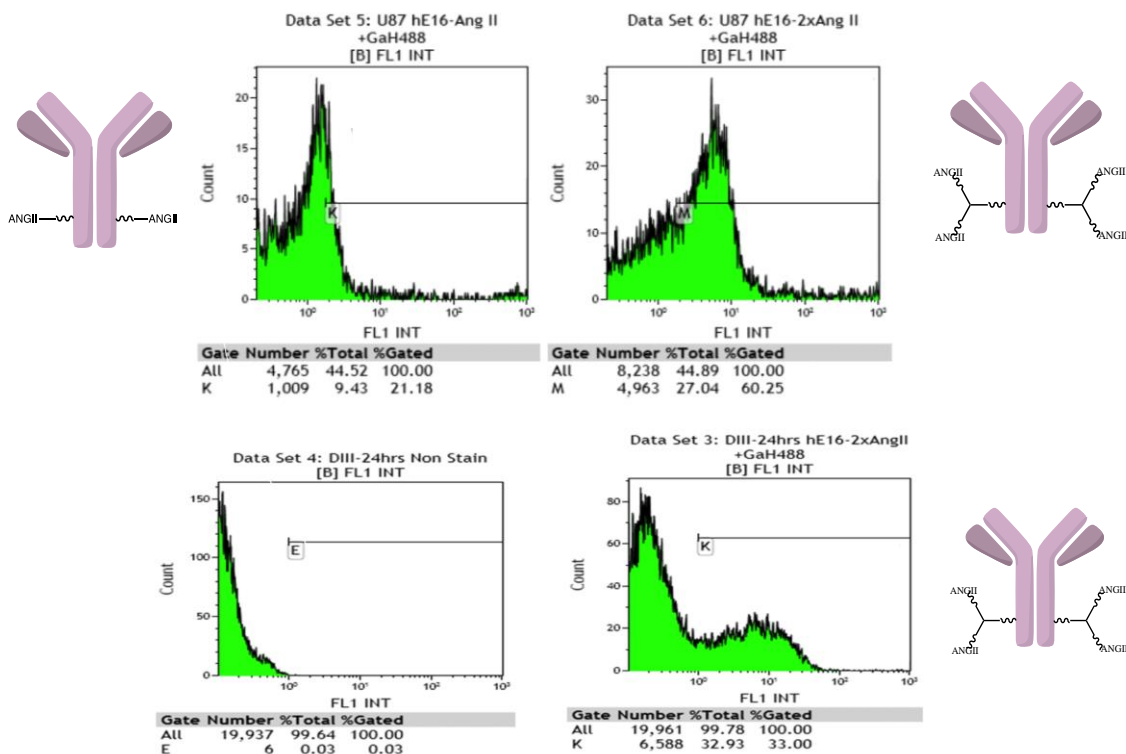 Data Set 5: U87 hE16-Ang II
+GaH488
[B] FL1 INT
20
15
10
5
0
Count
K
10⁰ 10¹ 10² 10³
FL1 INT
Gate Number %Total %Gated
All 4,765 44.52 100.00
K 1,009 9.43 21.18
Data Set 6: U87 hE16-2xAng II
+GaH488
[B] FL1 INT
30
20
10
0
Count
M
10⁰ 10¹ 10² 10³
FL1 INT
Gate Number %Total %Gated
All 8,238 44.89 100.00
M 4,963 27.04 60.25
ANGII
ANGII
ANGII
ANGII
ANGII
ANGII
Data Set 4: DIII-24hrs Non Stain
[B] FL1 INT
150
100
50
0
Count
E
10⁰ 10¹ 10² 10³
FL1 INT
Gate Number %Total %Gated
All 19,937 99.64 100.00
E 6 0.03 0.03
Data Set 3: DIII-24hrs hE16-2xAngII
+GaH488
[B] FL1 INT
80
60
40
20
0
Count
K
10⁰ 10¹ 10² 10³
FL1 INT
Gate Number %Total %Gated
All 19,961 99.78 100.00
K 6,588 32.93 33.00
ANGII
ANGII
ANGII
ANGII